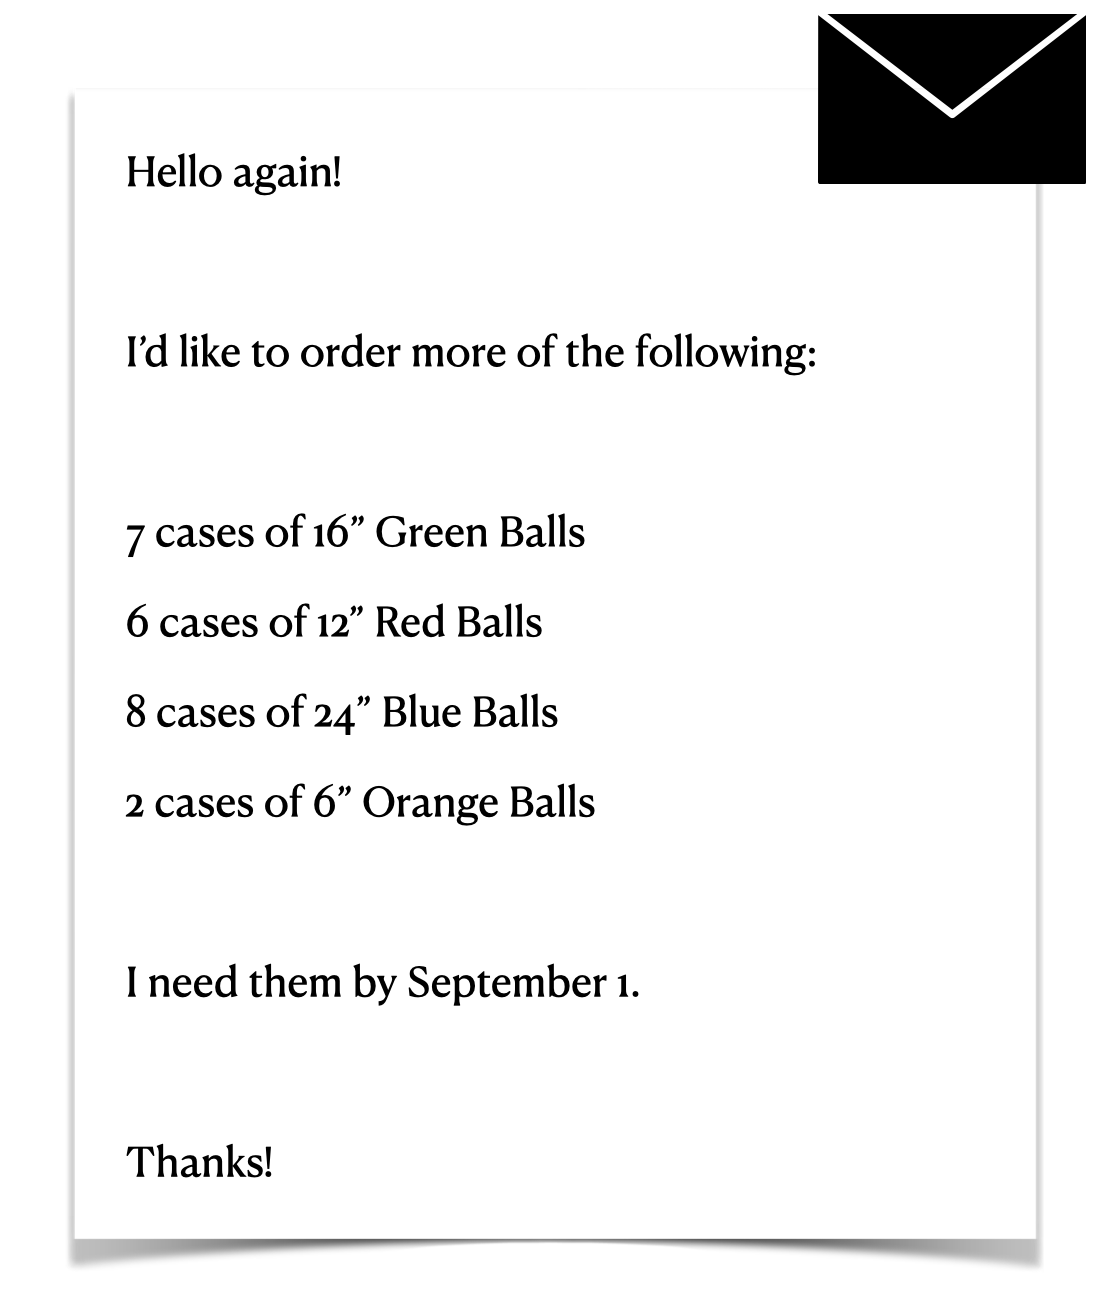 Hello again!
I’d like to order more of the following:
7 cases of 16” Green Balls
6 cases of 12” Red Balls
8 cases of 24” Blue Balls
2 cases of 6” Orange Balls
I need them by September 1.
Thanks!